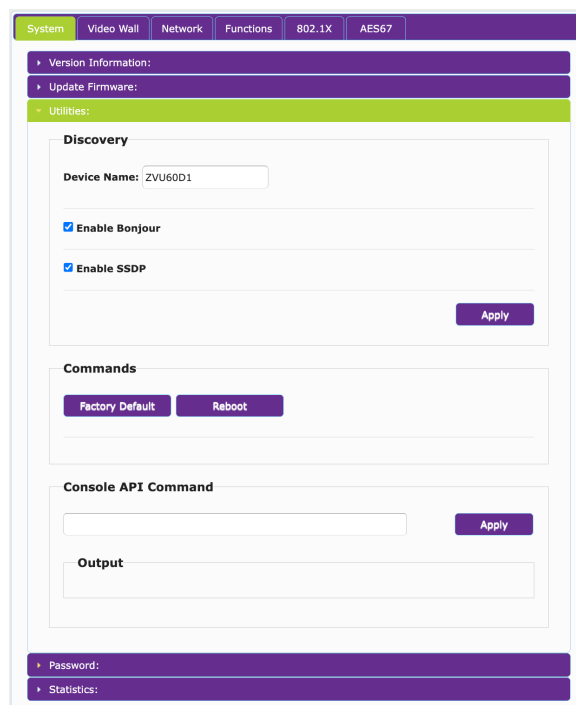 System Video Wall Network Functions 802.1X AES67
Version Information:
Update Firmware:
Utilities:
Discovery
Device Name: ZVU60D1
Enable Bonjour
Enable SSDP
Apply
Commands
Factory Default Reboot
Console API Command
Apply
Output
Password:
Statistics: